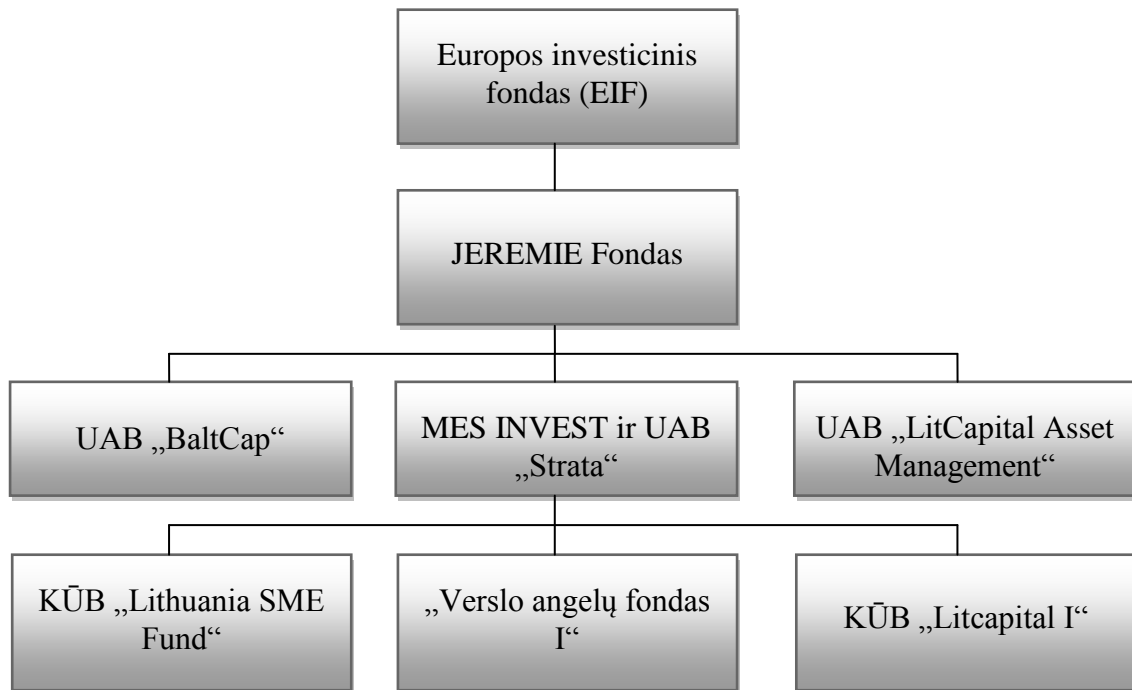 Europos investicinis
fondas (EIF)
JEREMIE Fondas
UAB „BaltCap“
MES INVEST ir UAB
„Strata“
UAB „LitCapital Asset
Management“
KŪB „Lithuania SME
Fund“
„Verslo angelų fondas
I“
KŪB „Litcapital I“